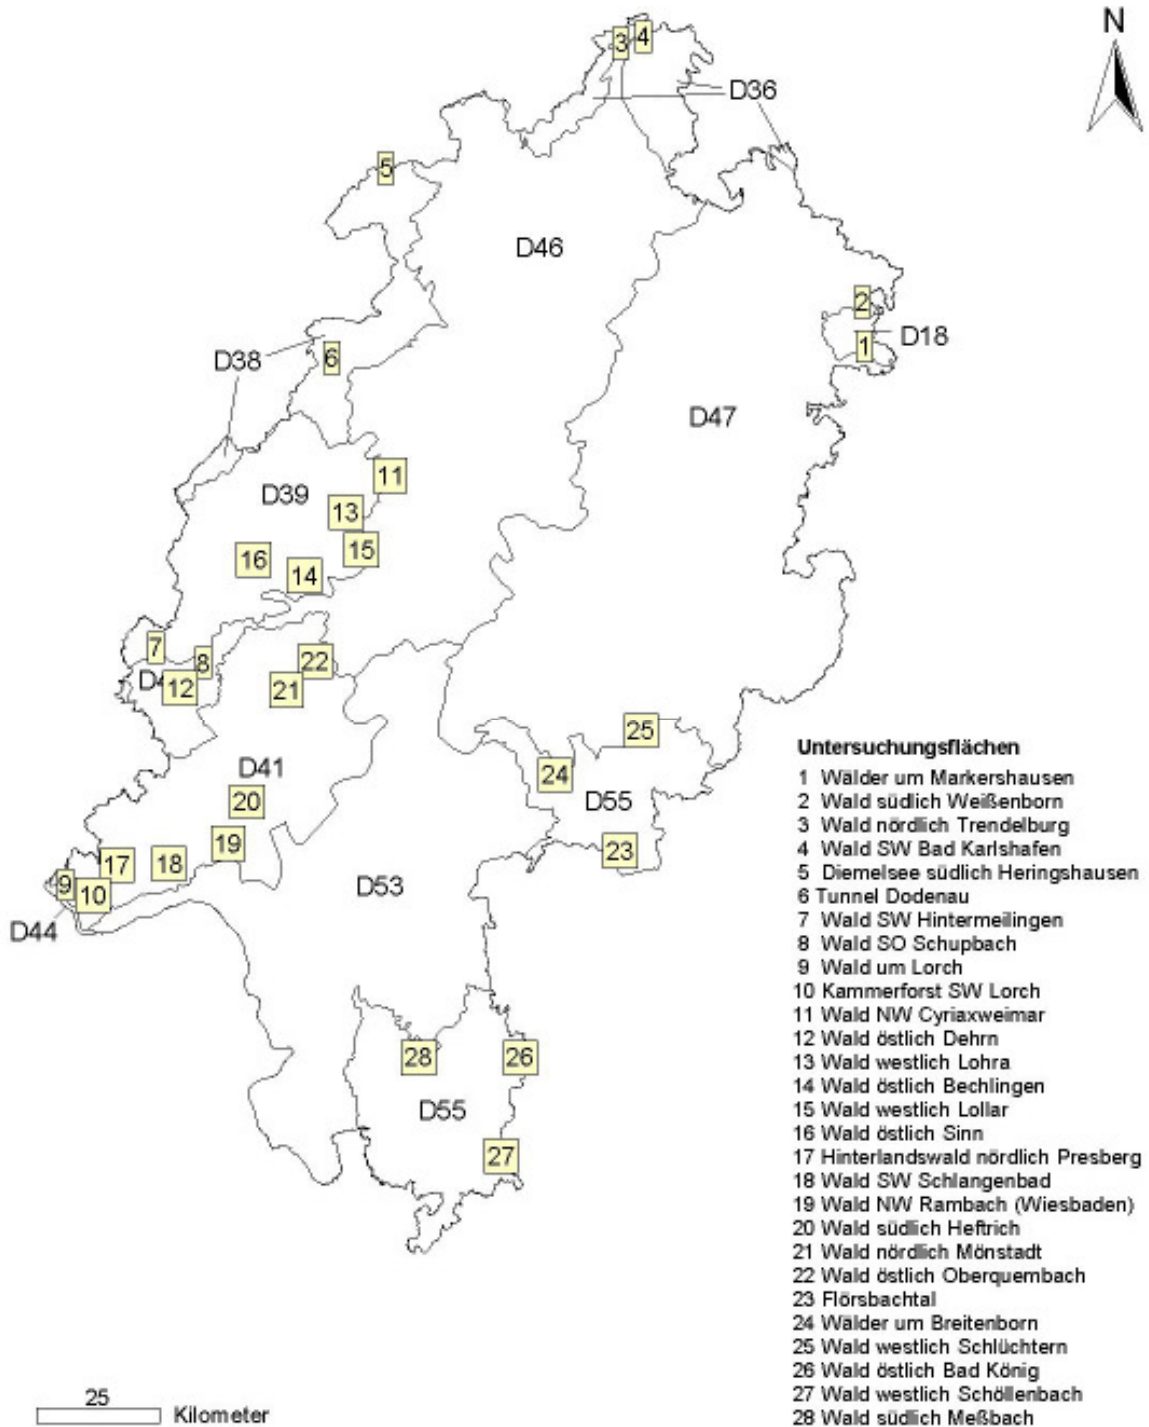 N
3
4
D36
5
D46
2
D18
1
D38
6
D47
11
D39
13
15
16
14
7
8
22
12
21
25
24
D41
D55
20
19
23
18
17
9
10
D53
D44
28
26
D55
27
Untersuchungsflächen
1 Wälder um Markershausen
2 Wald südlich Weißenborn
3 Wald nördlich Trendelburg
4 Wald SW Bad Karlshafen
5 Diemelsee südlich Heringshausen
6 Tunnel Dodenau
7 Wald SW Hintermeilingen
8 Wald SO Schupbach
9 Wald um Lorch
10 Kammerforst SW Lorch
11 Wald NW Cyriaxweimar
12 Wald östlich Dehrn
13 Wald westlich Lohra
14 Wald östlich Bechlingen
15 Wald westlich Lollar
16 Wald östlich Sinn
17 Hinterlandswald nördlich Presberg
18 Wald SW Schlangenbad
19 Wald NW Rambach (Wiesbaden)
20 Wald südlich Heftrich
21 Wald nördlich Mönstadt
22 Wald östlich Oberquembach
23 Flörsbachtal
24 Wälder um Breitenborn
25 Wald westlich Schlüchtern
26 Wald östlich Bad König
27 Wald westlich Schöllenbach
28 Wald südlich Meßbach
25
Kilometer